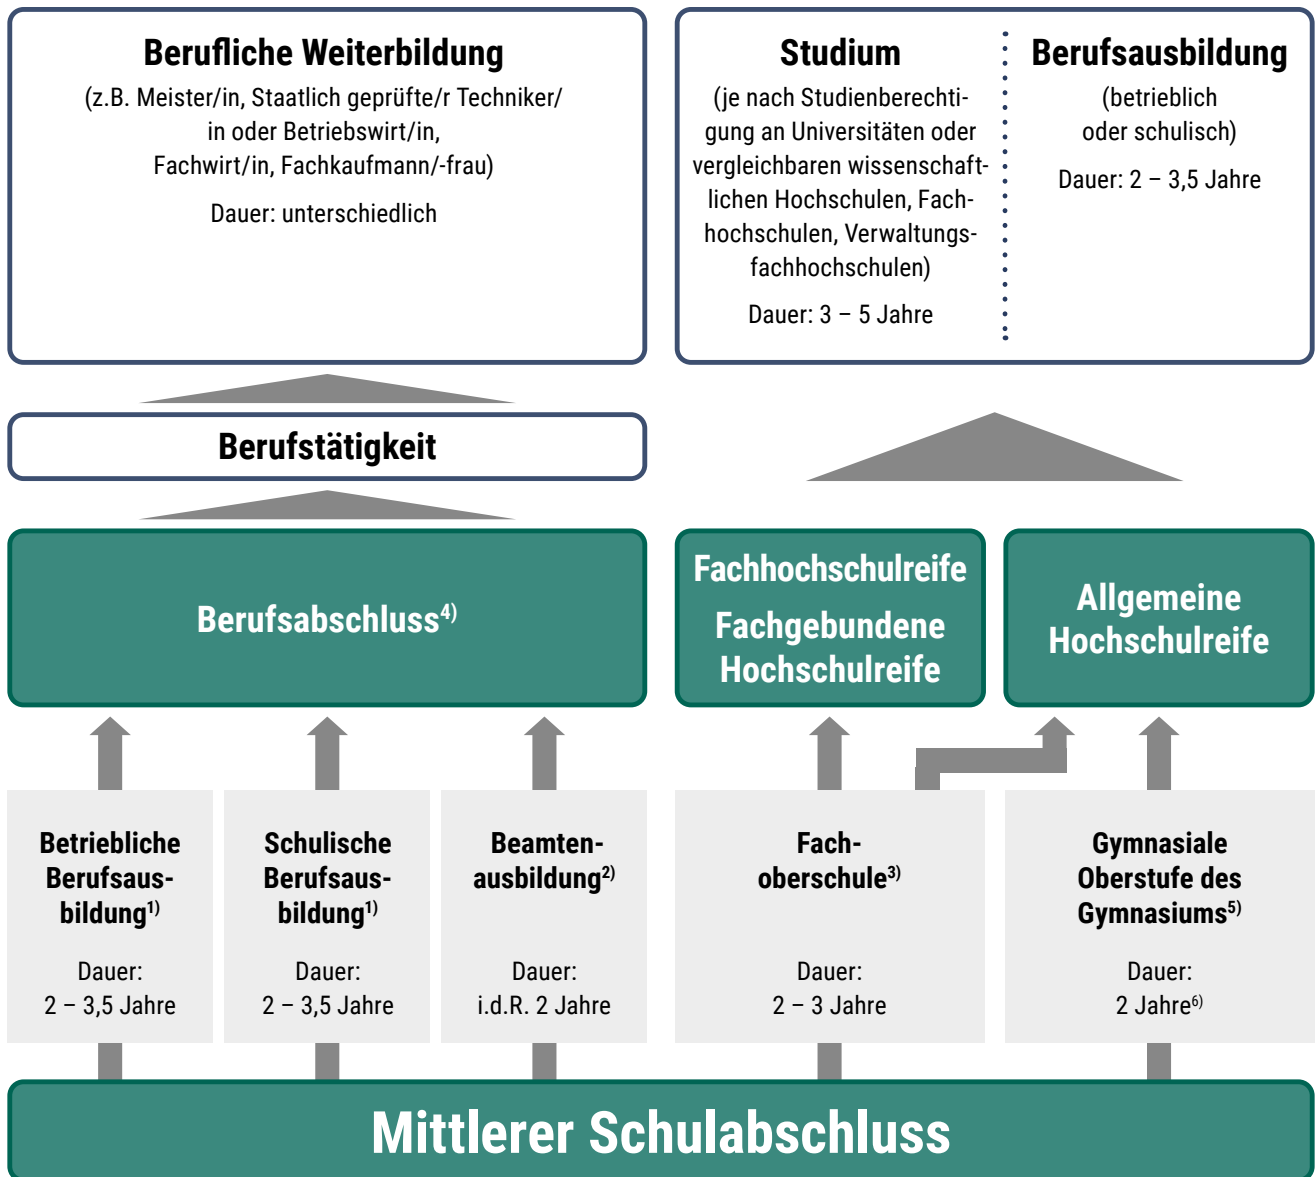 Berufliche Weiterbildung
(z.B. Meister/in, Staatlich geprüfte/r Techniker/
in oder Betriebswirt/in,
Fachwirt/in, Fachkaufmann/-frau)
Dauer: unterschiedlich
Studium
(je nach Studienberechti-
gung an Universitäten oder
vergleichbaren wissenschaft-
lichen Hochschulen, Fach-
hochschulen, Verwaltungs-
fachhochschulen)
Dauer: 3 – 5 Jahre
Berufsausbildung
(betrieblich
oder schulisch)
Dauer: 2 – 3,5 Jahre
Berufstätigkeit
Berufsabschluss4)
Fachhochschulreife
Fachgebundene
Hochschulreife
Allgemeine
Hochschulreife
Betriebliche
Berufsaus-
bildung1)
Dauer:
2 – 3,5 Jahre
Schulische
Berufsaus-
bildung1)
Dauer:
2 – 3,5 Jahre
Beamten-
ausbildung2)
Dauer:
i.d.R. 2 Jahre
Fach-
oberschule3)
Dauer:
2 – 3 Jahre
Gymnasiale
Oberstufe des
Gymnasiums5)
Dauer:
2 Jahre6)
Mittlerer Schulabschluss